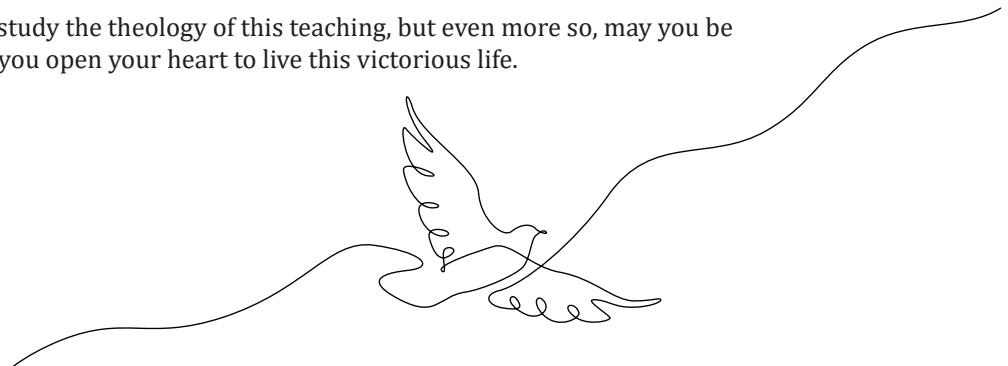 study the theology of this teaching, but even more so, may you be
you open your heart to live this victorious life.